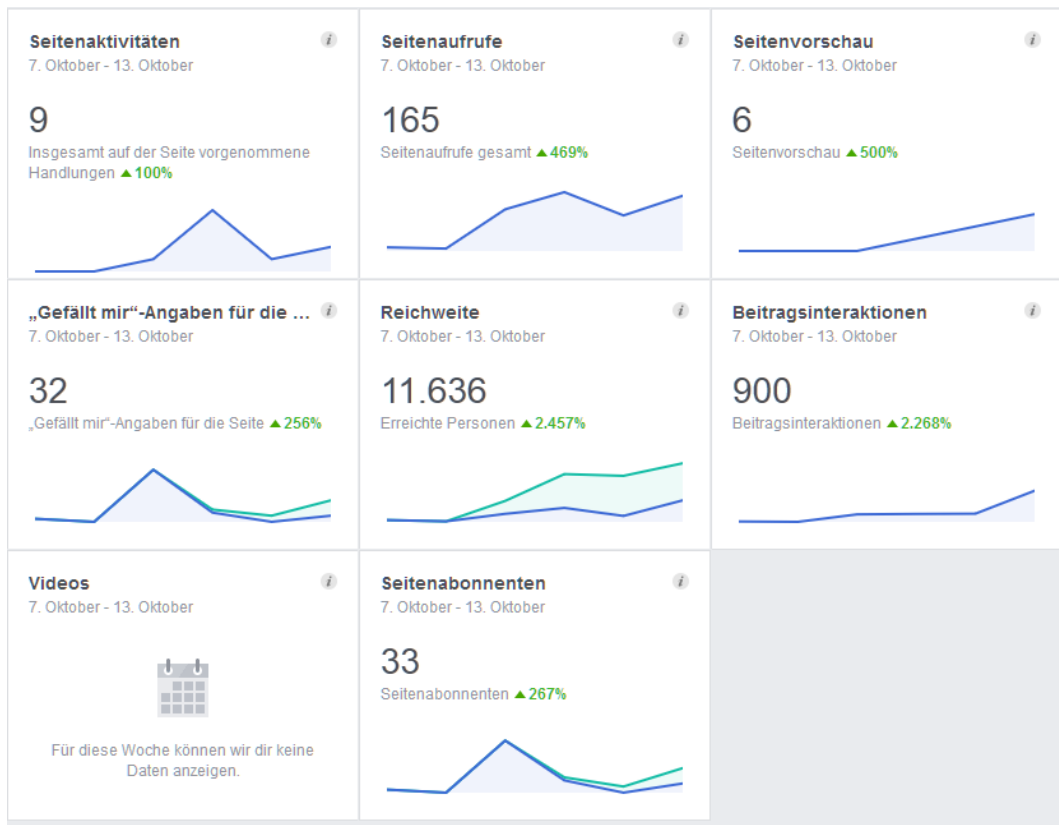 Seitenaktivitäten
7. Oktober - 13. Oktober
9
Insgesamt auf der Seite vorgenommene
Handlungen ▲100%
Seitenaufrufe
7. Oktober - 13. Oktober
165
Seitenaufrufe gesamt ▲469%
Seitenvorschau
7. Oktober - 13. Oktober
6
Seitenvorschau ▲500%
„Gefällt mir“-Angaben für die ...
7. Oktober - 13. Oktober
32
„Gefällt mir“-Angaben für die Seite ▲256%
Reichweite
7. Oktober - 13. Oktober
11.636
Erreichte Personen ▲2.457%
Beitragsinteraktionen
7. Oktober - 13. Oktober
900
Beitragsinteraktionen ▲2.268%
Videos
7. Oktober - 13. Oktober
Für diese Woche können wir dir keine
Daten anzeigen.
Seitenabonnenten
7. Oktober - 13. Oktober
33
Seitenabonnenten ▲267%